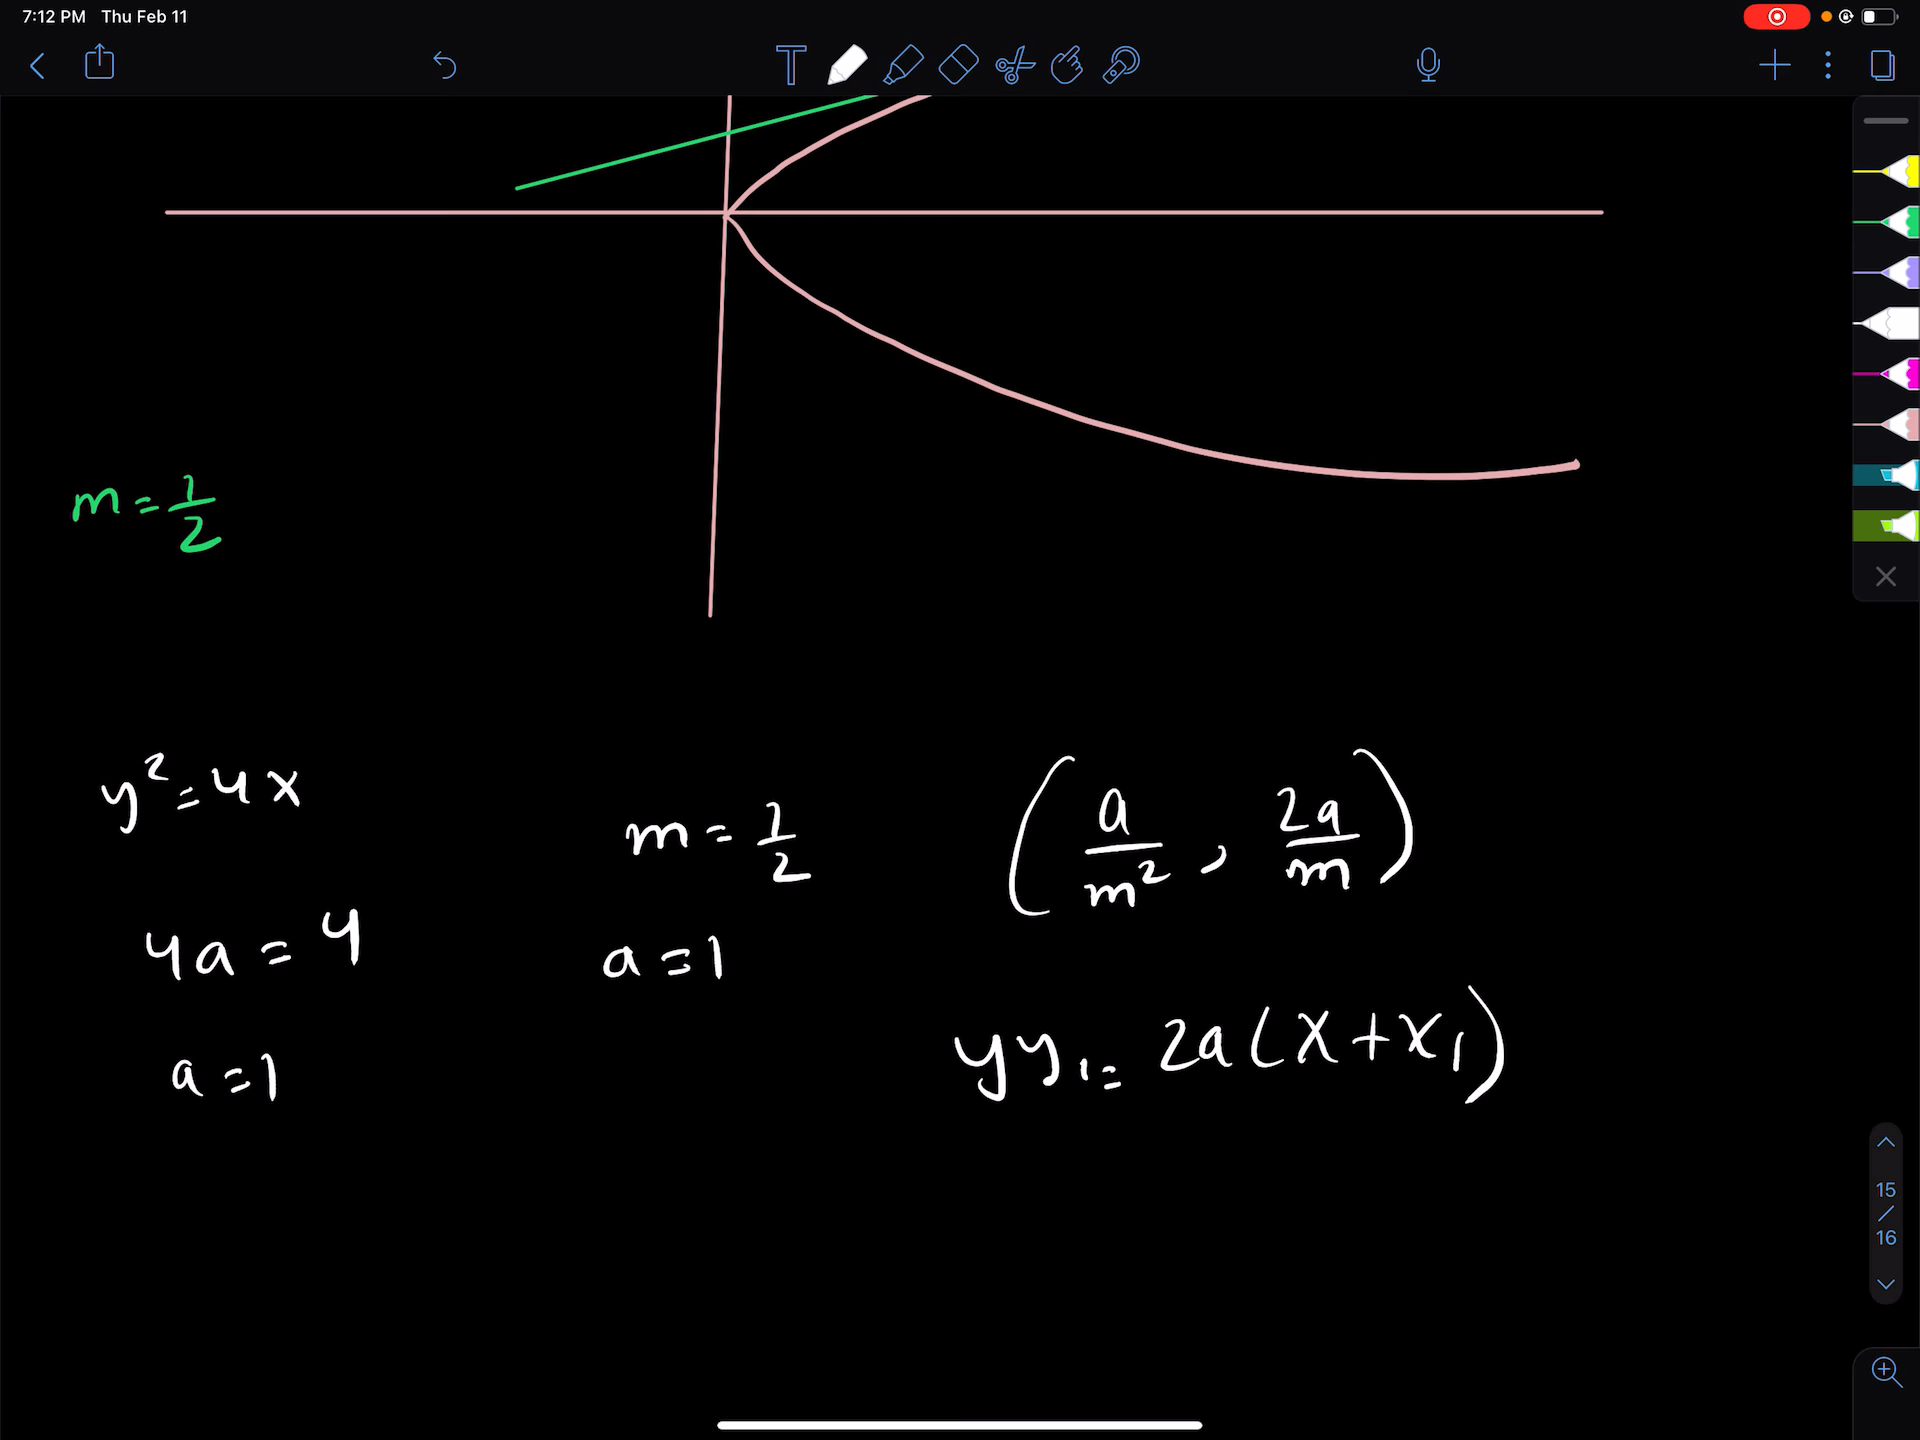 7:12 PM Thu Feb 11
m = 1/2
y² = 4x
m = 1/2
(a/m², 2a/m)
4a = 4
a = 1
yy₁ = 2a(x + x₁)
a = 1
15
/
16